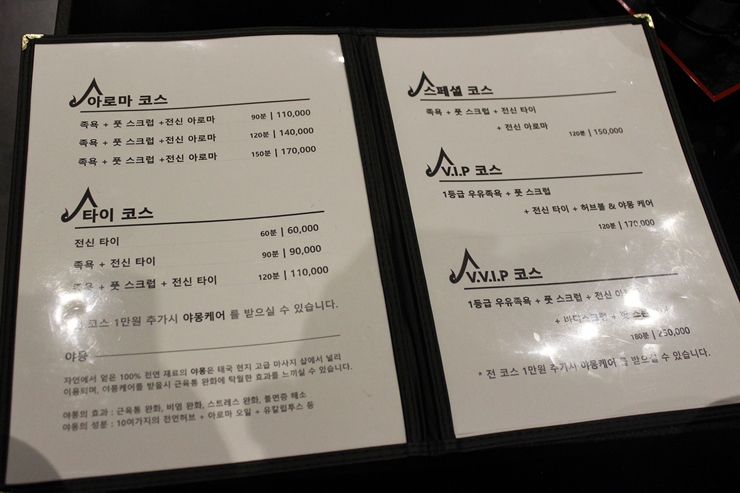 아로마 코스
족욕 + 풋 스크럽 +전신 아로마 90분 | 110,000
족욕 + 풋 스크럽 +전신 아로마 120분 | 140,000
족욕 + 풋 스크럽 +전신 아로마 150분 | 170,000
타이 코스
전신 타이 60분 | 60,000
족욕 + 전신 타이 90분 | 90,000
족욕 + 풋 스크럽 + 전신 타이 120분 | 110,000
코스 1만원 추가시 야몽케어 를 받으실 수 있습니다.
야몽
자연에서 얻은 100% 천연 재료의 야몽은 태국 현지 고급 마사지 샵에서 널리
이용되며, 야몽케어를 받을시 근육통 완화에 탁월한 효과를 느끼실 수 있습니다.
야몽의 효과 : 근육통 완화, 비염 완화, 스트레스 완화, 불면증 해소
야몽의 성분 : 10여가지의 천연허브 + 아로마 오일 + 유칼립투스 등
스페셜 코스
족욕 + 풋 스크럽 + 전신 타이
+ 전신 아로마
120분 | 150,000
V.I.P 코스
1등급 우유족욕 + 풋 스크럽
+ 전신 타이 + 허브볼 & 야몽 케어
120분 | 170,000
V.V.I.P 코스
1등급 우유족욕 + 풋 스크럽 + 전신
+ 바디스크럽 +
180분 | 250,000
* 전 코스 1만원 추가시 야몽케어 를 받으실 수 있습니다.